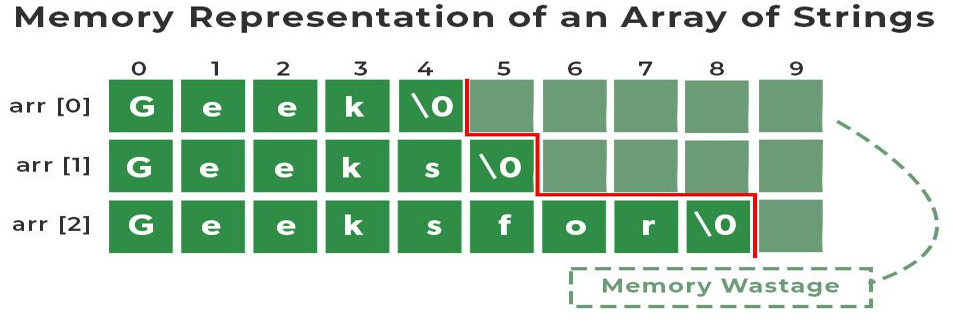 Memory Representation of an Array of Strings
0 1 2 3 4 5 6 7 8 9
arr [0] G e e k \0
arr [1] G e e k s \0
arr [2] G e e k s f o r \0
Memory Wastage